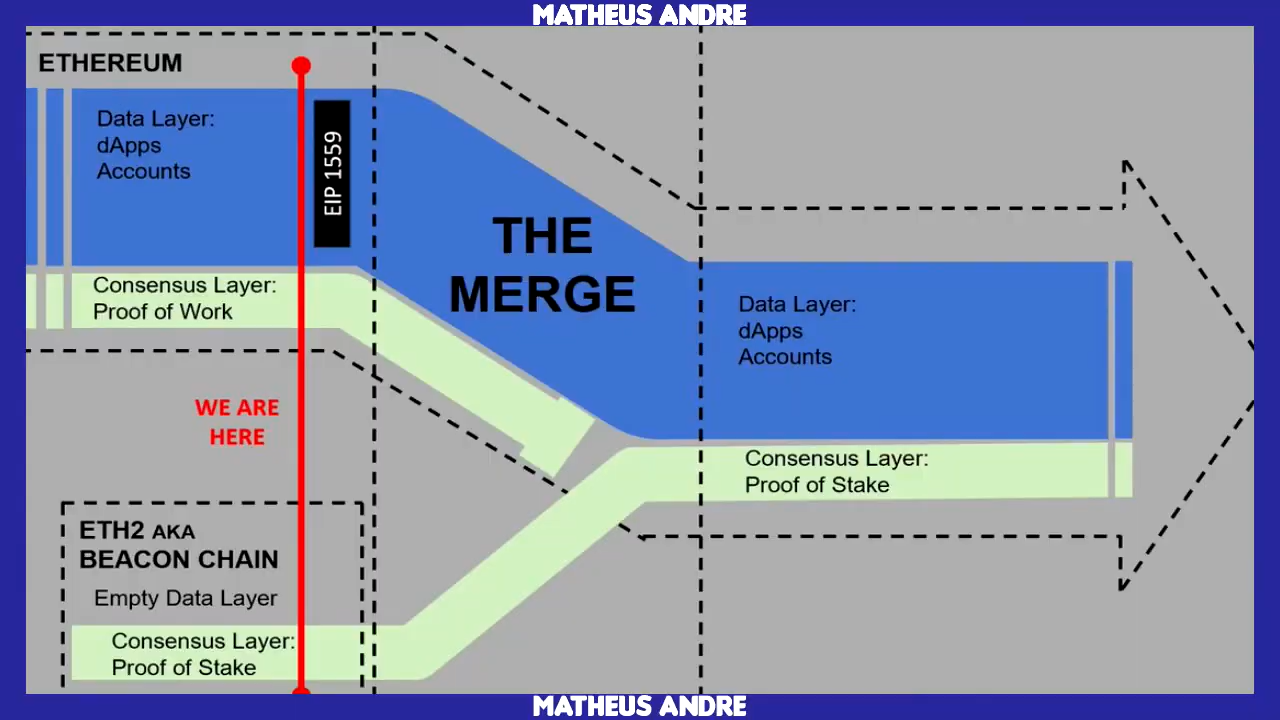 MATHEUS ANDRE
ETHEREUM
Data Layer:
dApps
Accounts
EIP 1559
Consensus Layer:
Proof of Work
THE
MERGE
Data Layer:
dApps
Accounts
Consensus Layer:
Proof of Stake
WE ARE
HERE
ETH2 AKA
BEACON CHAIN
Empty Data Layer
Consensus Layer:
Proof of Stake
MATHEUS ANDRE